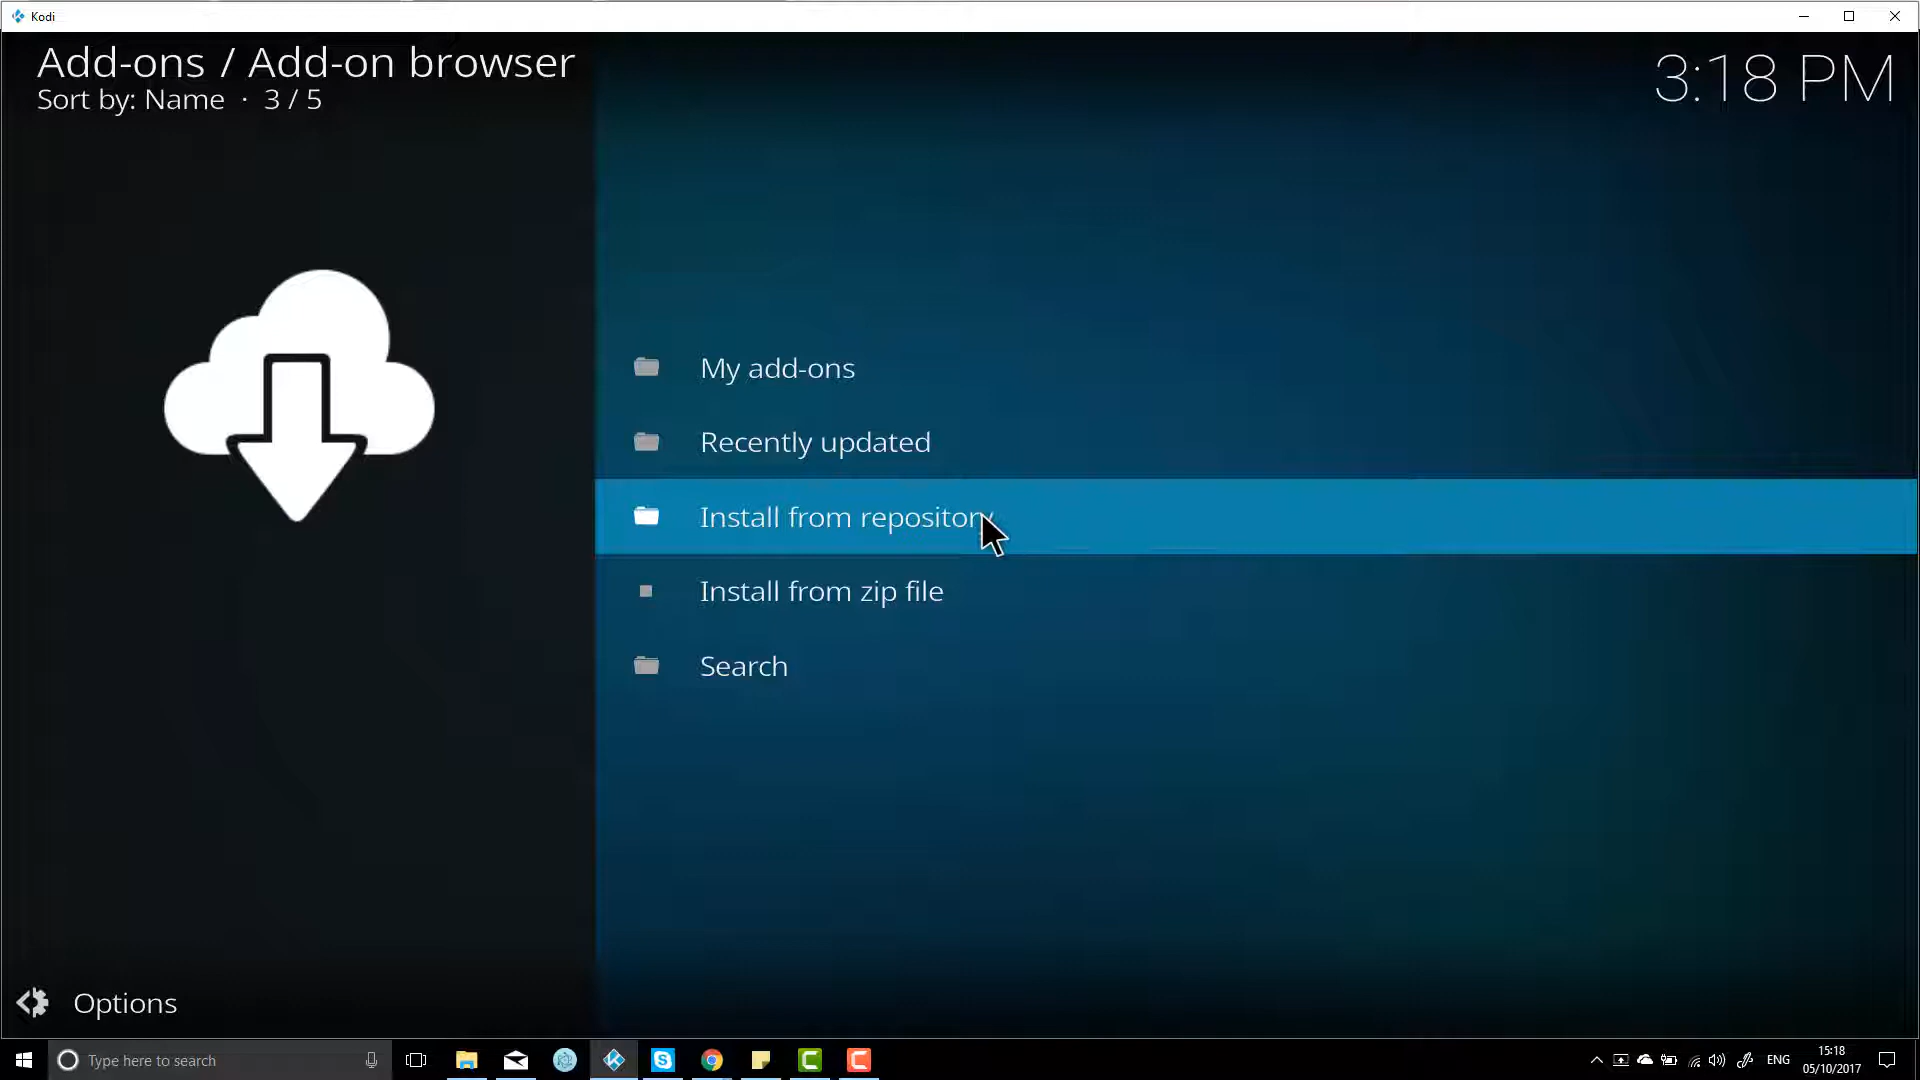 Kodi
Add-ons / Add-on browser
Sort by: Name · 3 / 5
3:18 PM
My add-ons
Recently updated
Install from repository
Install from zip file
Search
Options
Type here to search
ENG
15:18
05/10/2017